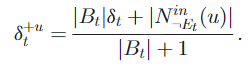 δ_t^{+u} = \frac{|B_t|δ_t + |N^{in}_{¬E_t}(u)|}{|B_t| + 1}.